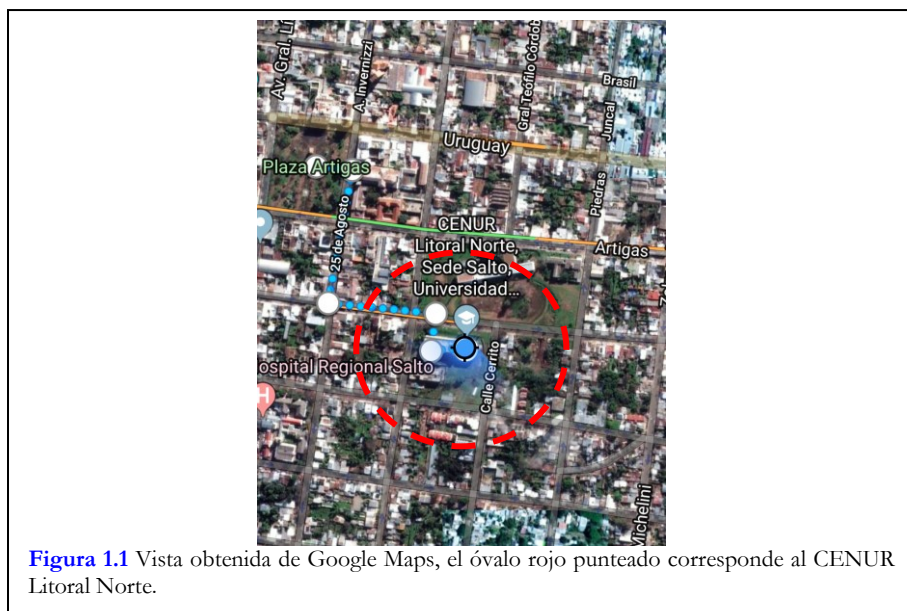 Av. Gral. Lí
A. Invernizzi
Gral Teófilo Córdob
Brasil
Juncal
Uruguay
Plaza Artigas
Piedras
25 de Agosto
CENUR
Litoral Norte,
Sede Salto,
Universidad...
Artigas
ospital Regional Salto
Calle Cerrito
H
Michelini
Figura 1.1 Vista obtenida de Google Maps, el óvalo rojo punteado corresponde al CENUR
Litoral Norte.